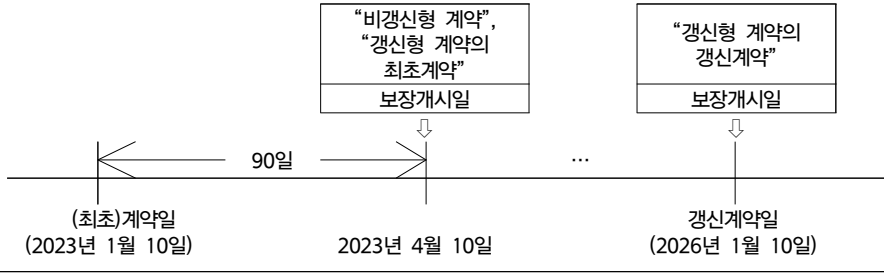 “비갱신형 계약”,
“갱신형 계약의
최초계약”
보장개시일
“갱신형 계약의
갱신계약”
보장개시일
90일
…
(최초)계약일
(2023년 1월 10일)
2023년 4월 10일
갱신계약일
(2026년 1월 10일)